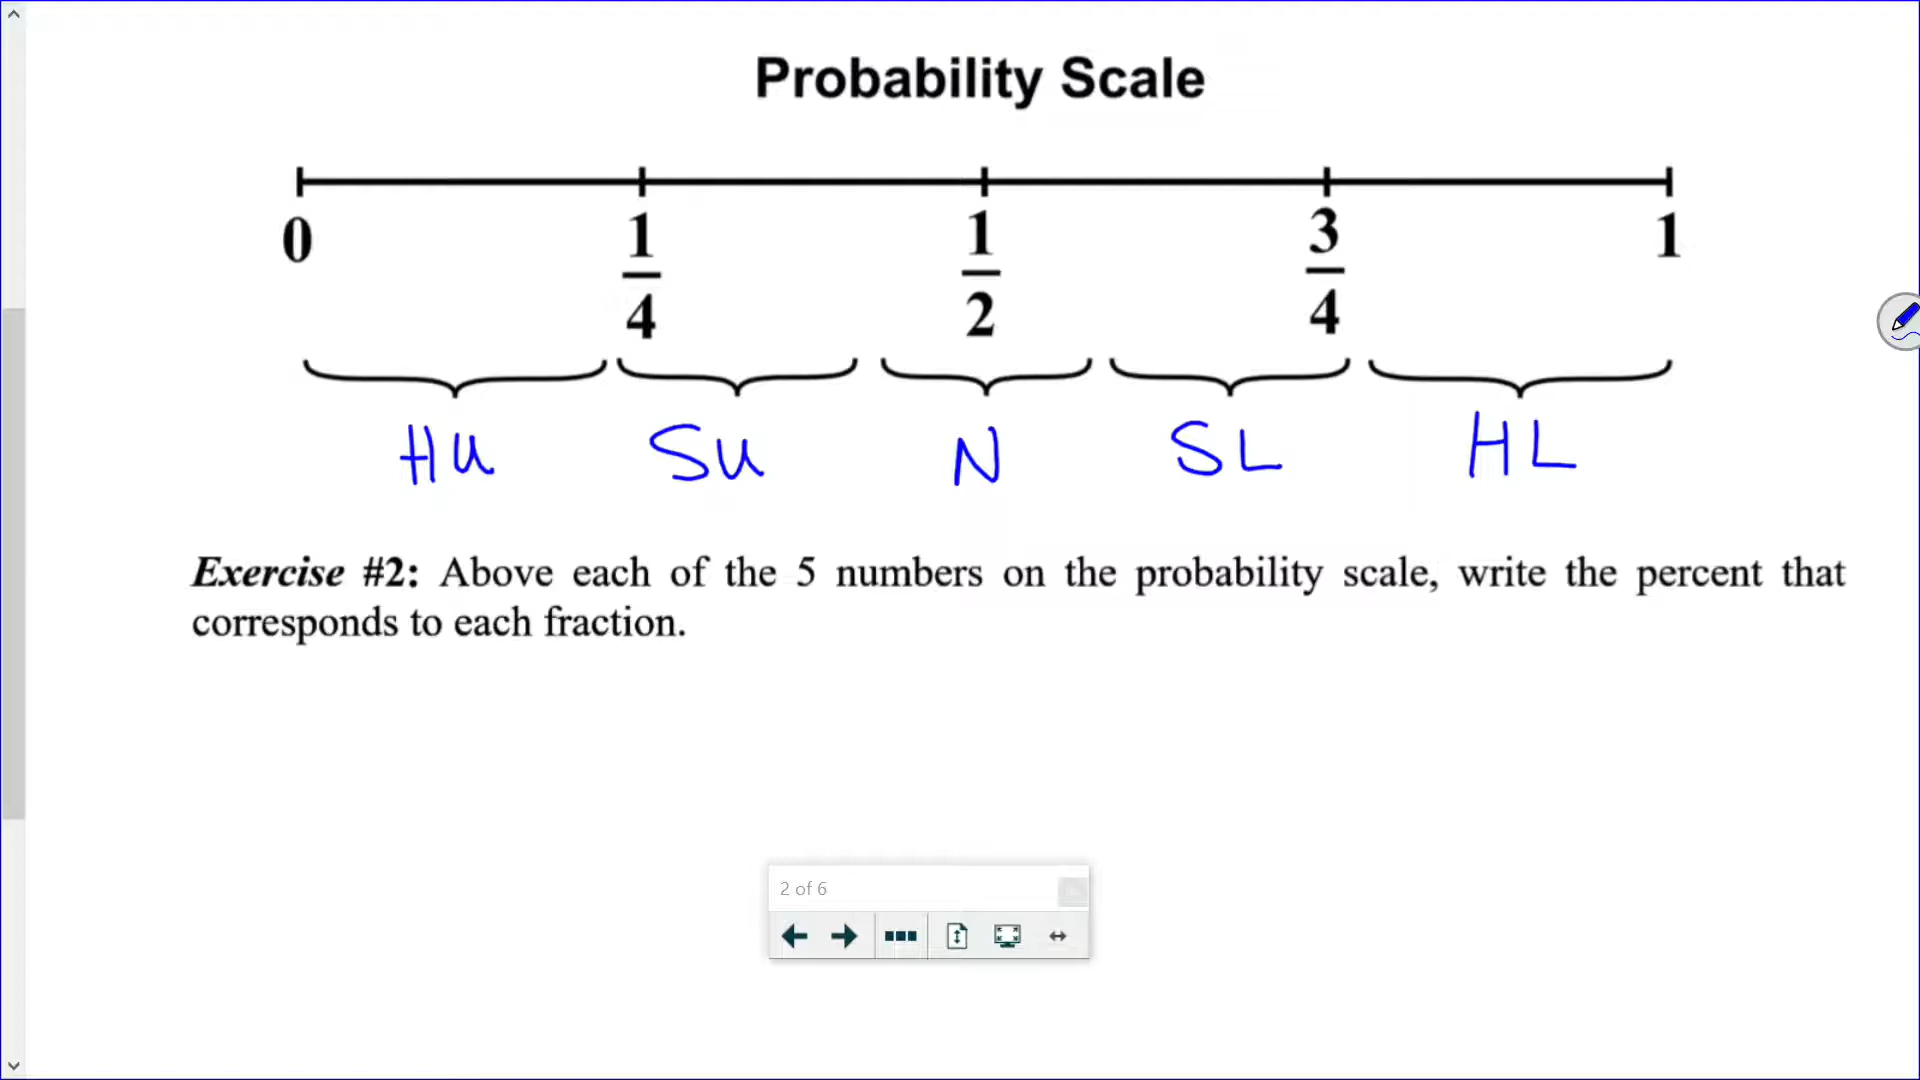 Probability Scale
0 1/4 1/2 3/4 1
HU SU N SL HL
Exercise #2: Above each of the 5 numbers on the probability scale, write the percent that
corresponds to each fraction.
2 of 6